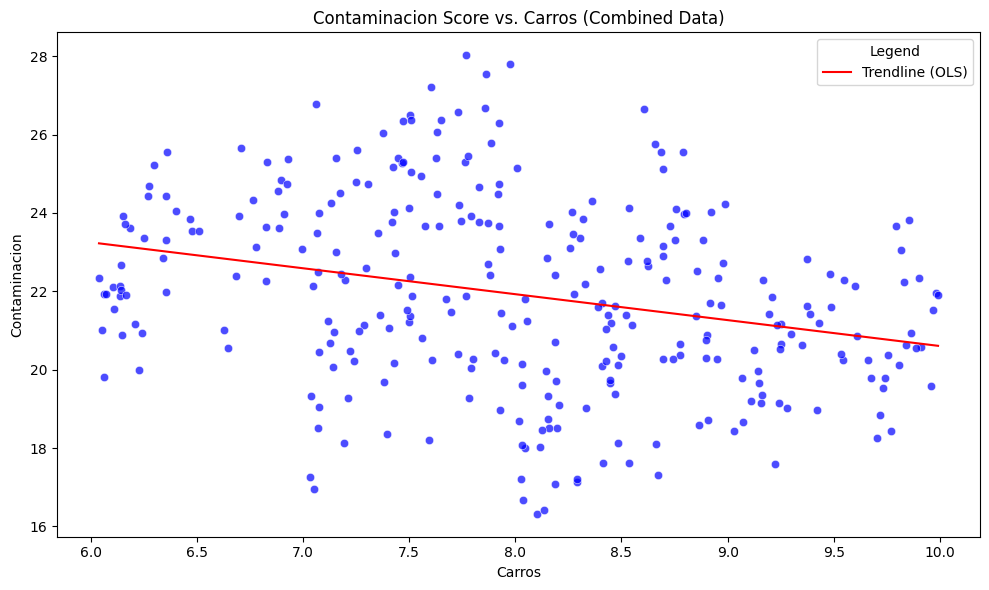 Contaminacion Score vs. Carros (Combined Data)
Legend
Trendline (OLS)
Contaminacion
28
26
24
22
20
18
16
6.0 6.5 7.0 7.5 8.0 8.5 9.0 9.5 10.0
Carros